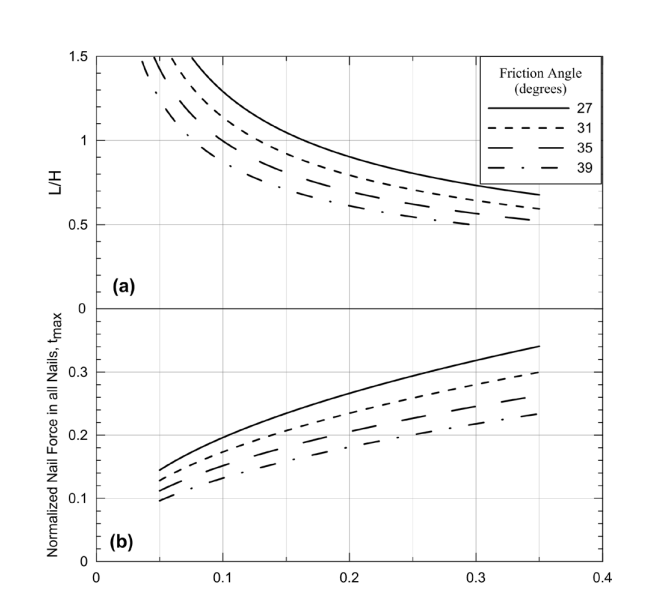 1.5
1
0.5
0
L/H
(a)
Friction Angle
(degrees)
27
31
35
39
0.3
0.2
0.1
0
Normalized Nail Force in all Nails, tmax
(b)
0 0.1 0.2 0.3 0.4